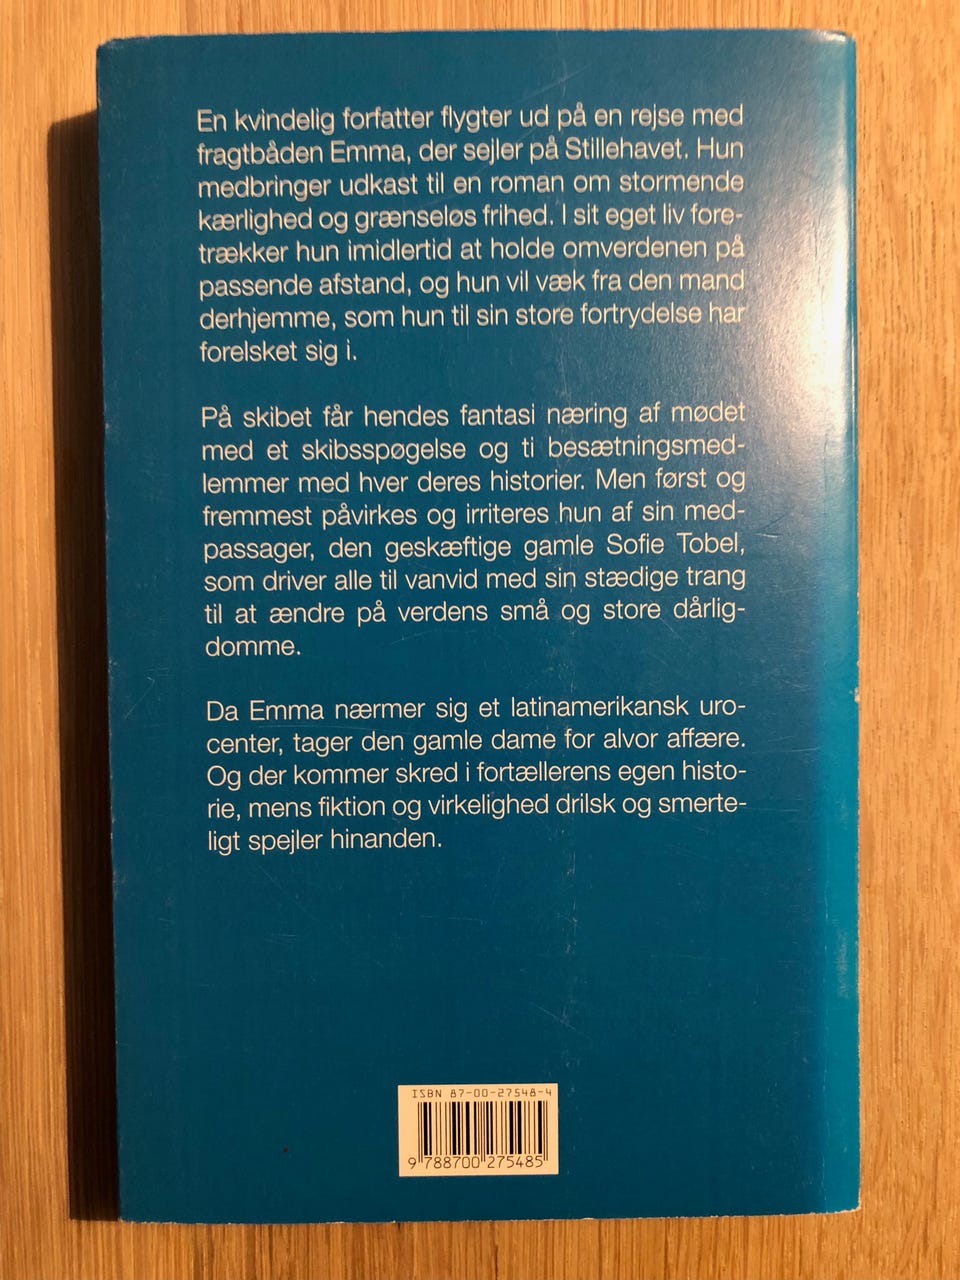 En kvindelig forfatter flygter ud på en rejse med
fragtbåden Emma, der sejler på Stillehavet. Hun
medbringer udkast til en roman om stormende
kærlighed og grænseløs frihed. I sit eget liv fore-
trækker hun imidlertid at holde omverdenen på
passende afstand, og hun vil væk fra den mand
derhjemme, som hun til sin store fortrydelse har
forelsket sig i.
På skibet får hendes fantasi næring af mødet
med et skibsspøgelse og ti besætningsmed-
lemmer med hver deres historier. Men først og
fremmest påvirkes og irriteres hun af sin med-
passager, den geskæftige gamle Sofie Tobel,
som driver alle til vanvid med sin stædige trang
til at ændre på verdens små og store dårlig-
domme.
Da Emma nærmer sig et latinamerikansk uro-
center, tager den gamle dame for alvor affære.
Og der kommer skred i fortællerens egen histo-
rie, mens fiktion og virkelighed drilsk og smerte-
ligt spejler hinanden.
ISBN 87-00-27548-4
9 788700 275485